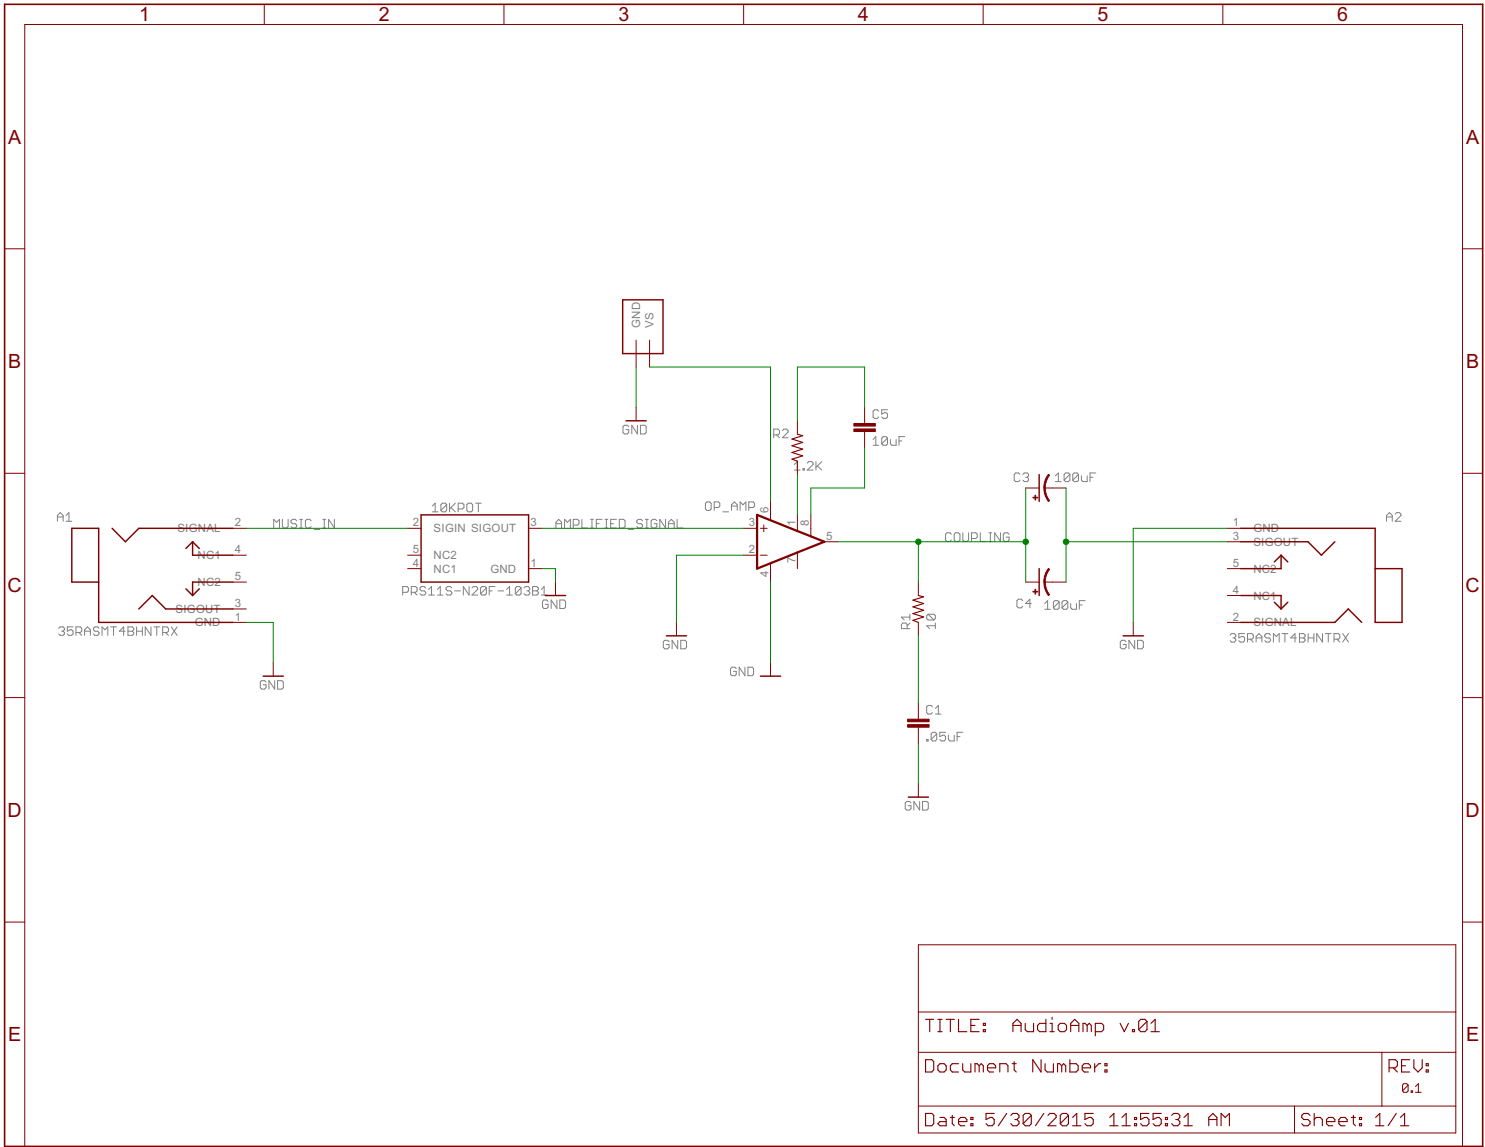 1 2 3 4 5 6
A A
B B
C C
D D
E E
GND
VS
GND
C5
10uF
R2
1.2K
OP_AMP
6 1 8
3 +
2 -
5
4 7
GND
GND
A1
SIGNAL 2
NC1 4
NC2 5
SIGOUT 3
GND 1
35RASMT4BHNTRX
GND
MUSIC_IN
10KPOT
2 SIGIN SIGOUT 3
5 NC2
4 NC1 GND 1
PRS11S-N20F-103B1
GND
AMPLIFIED_SIGNAL
COUPLING
C3 100uF
C4 100uF
R1
10
C1
.05uF
GND
GND
A2
1 GND
3 SIGOUT
5 NC2
4 NC1
2 SIGNAL
35RASMT4BHNTRX
TITLE: AudioAmp v.01
Document Number:
REV:
0.1
Date: 5/30/2015 11:55:31 AM
Sheet: 1/1